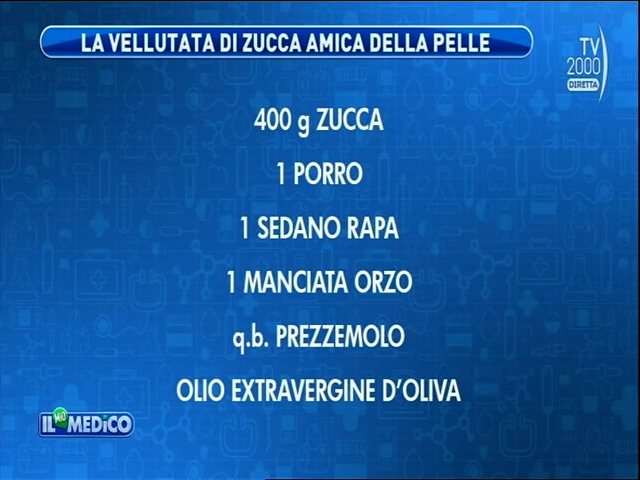 LA VELLUTATA DI ZUCCA AMICA DELLA PELLE
TV
2000
DIRETTA
400 g ZUCCA
1 PORRO
1 SEDANO RAPA
1 MANCIATA ORZO
q.b. PREZZEMOLO
OLIO EXTRAVERGINE D'OLIVA
IL MIO MEDICO